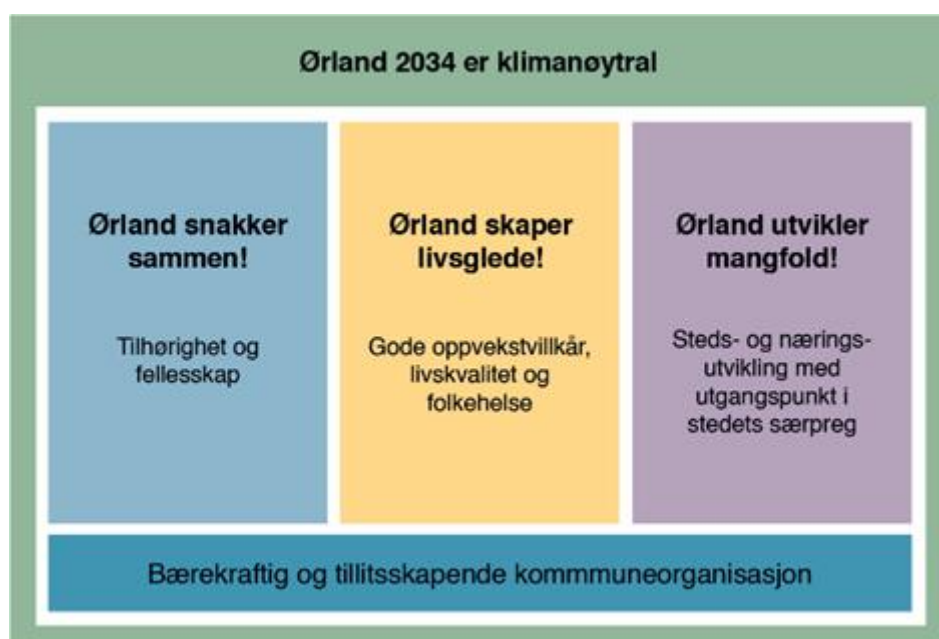 Ørland 2034 er klimanøytral
Ørland snakker
sammen!
Tilhørighet og
fellesskap
Ørland skaper
livsglede!
Gode oppvekstvillkår,
livskvalitet og
folkehelse
Ørland utvikler
mangfold!
Steds- og nærings-
utvikling med
utgangspunkt i
stedets særpreg
Bærekraftig og tillitsskapende kommmuneorganisasjon